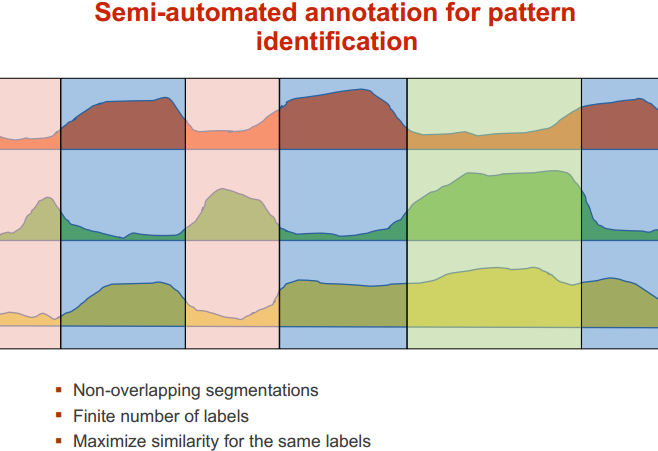 Semi-automated annotation for pattern
identification
Non-overlapping segmentations
Finite number of labels
Maximize similarity for the same labels